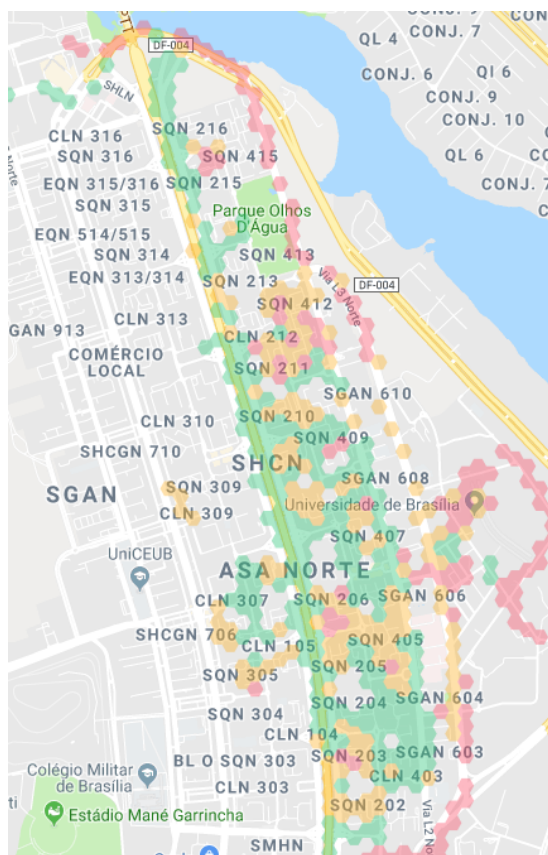 PTT
DF-004
QL 4
CONJ. 7
CONJ. 6
QI 6
CONJ. 9
CONJ. 10
QL 6
CONJ. 7
SHLN
Norte
CLN 316
SQN 216
SQN 316
SQN 415
EQN 315/316
SQN 215
SQN 315
Parque Olhos
D'Água
EQN 514/515
SQN 314
SQN 413
EQN 313/314
SQN 213
Via L3 Norte
DF-004
SQN 412
CLN 313
GAN 913
CLN 212
COMÉRCIO
LOCAL
SQN 211
SGAN 610
CLN 310
SQN 210
SQN 409
SHCGN 710
SHCN
SGAN 608
SGAN
SQN 309
Universidade de Brasília
CLN 309
SQN 407
UniCEUB
ASA NORTE
CLN 307
SQN 206
SGAN 606
SHCGN 706
SQN 405
CLN 105
SQN 305
SQN 205
SQN 304
SQN 204
SGAN 604
CLN 104
BL O
SQN 303
SQN 203
SGAN 603
Colégio Militar
de Brasília
CLN 303
CLN 403
Estádio Mané Garrincha
SQN 202
Via L2 Nor
SMHN